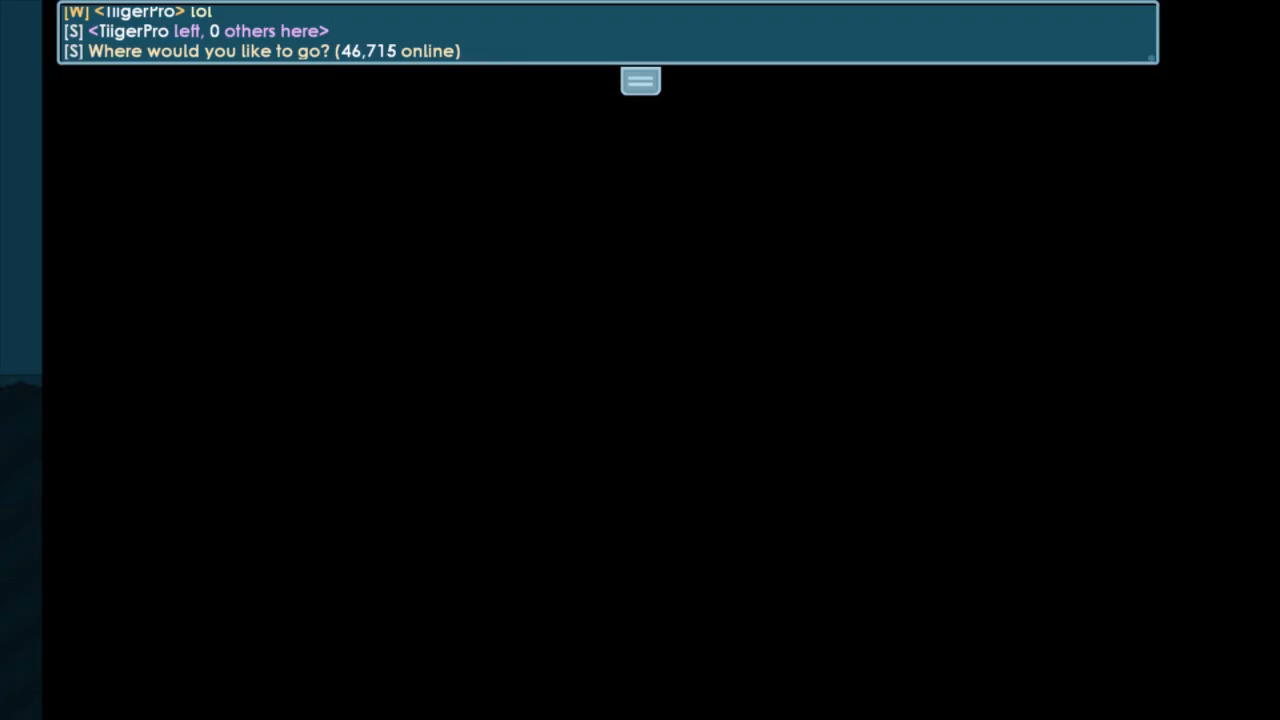 [W] <TiigerPro> lol
[S] <TiigerPro left, 0 others here>
[S] Where would you like to go? (46,715 online)